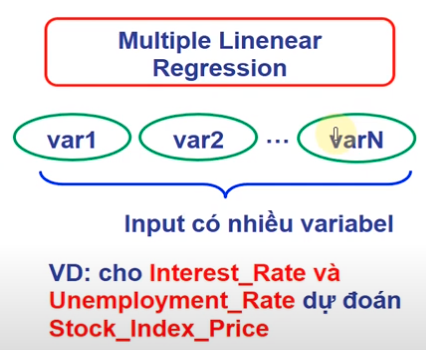 Multiple Linenear
Regression
var1 var2 ... varN
Input có nhiều variabel
VD: cho Interest_Rate và
Unemployment_Rate dự đoán
Stock_Index_Price